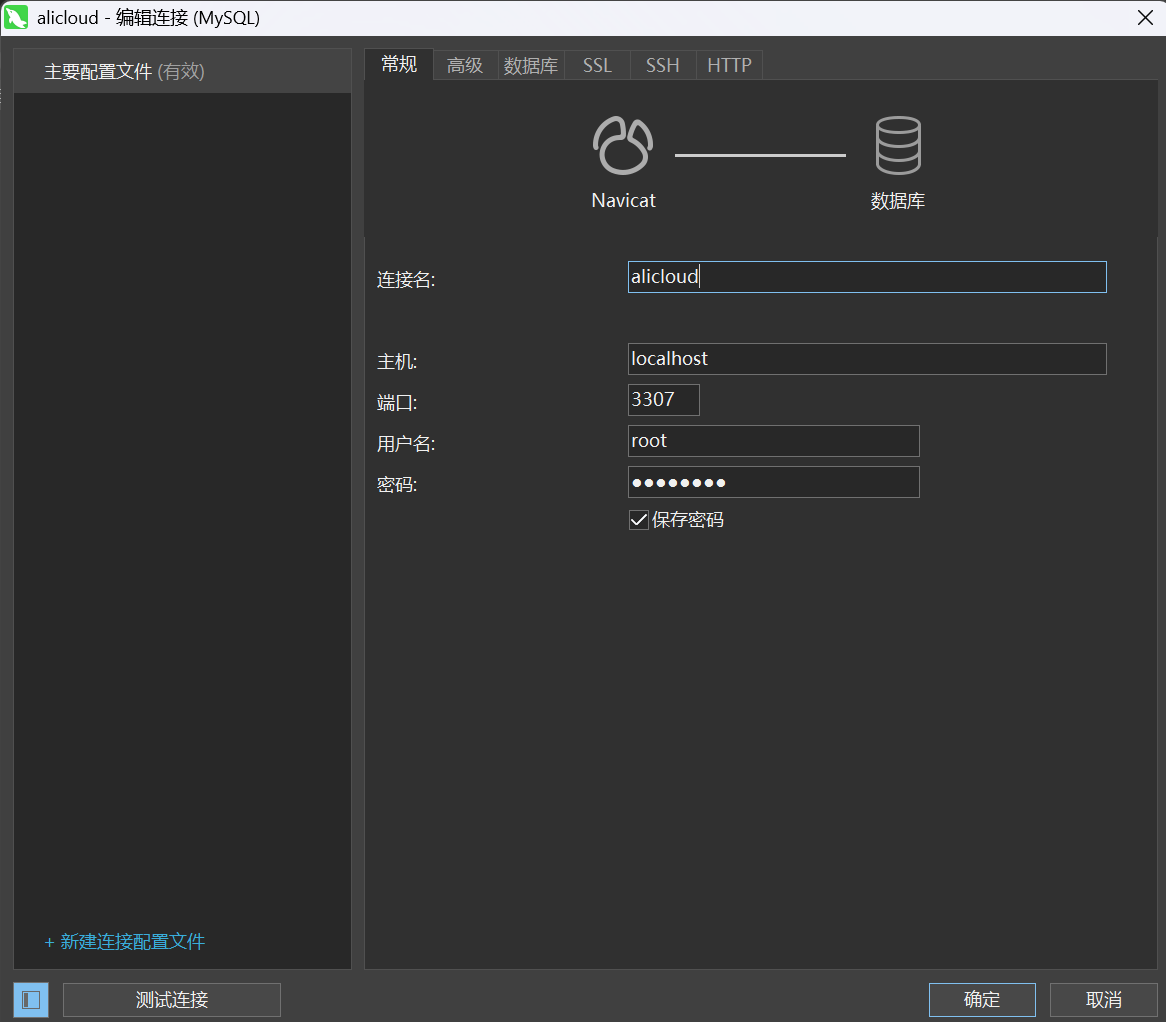 alicloud - 编辑连接 (MySQL)
主要配置文件 (有效)
常规 高级 数据库 SSL SSH HTTP
Navicat 数据库
连接名: alicloud
主机: localhost
端口: 3307
用户名: root
密码: ●●●●●●●●
保存密码
+ 新建连接配置文件
测试连接 确定 取消